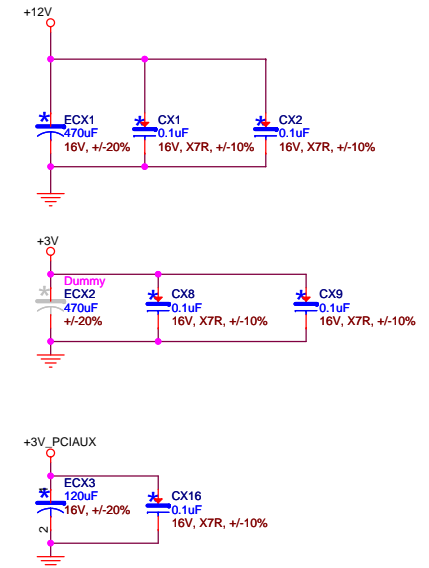 +12V
* ECX1
470uF
16V, +/-20%
* CX1
0.1uF
16V, X7R, +/-10%
* CX2
0.1uF
16V, X7R, +/-10%
+3V
Dummy
* ECX2
470uF
+/-20%
* CX8
0.1uF
16V, X7R, +/-10%
* CX9
0.1uF
16V, X7R, +/-10%
+3V_PCIAUX
* ECX3
120uF
16V, +/-20%
2
* CX16
0.1uF
16V, X7R, +/-10%